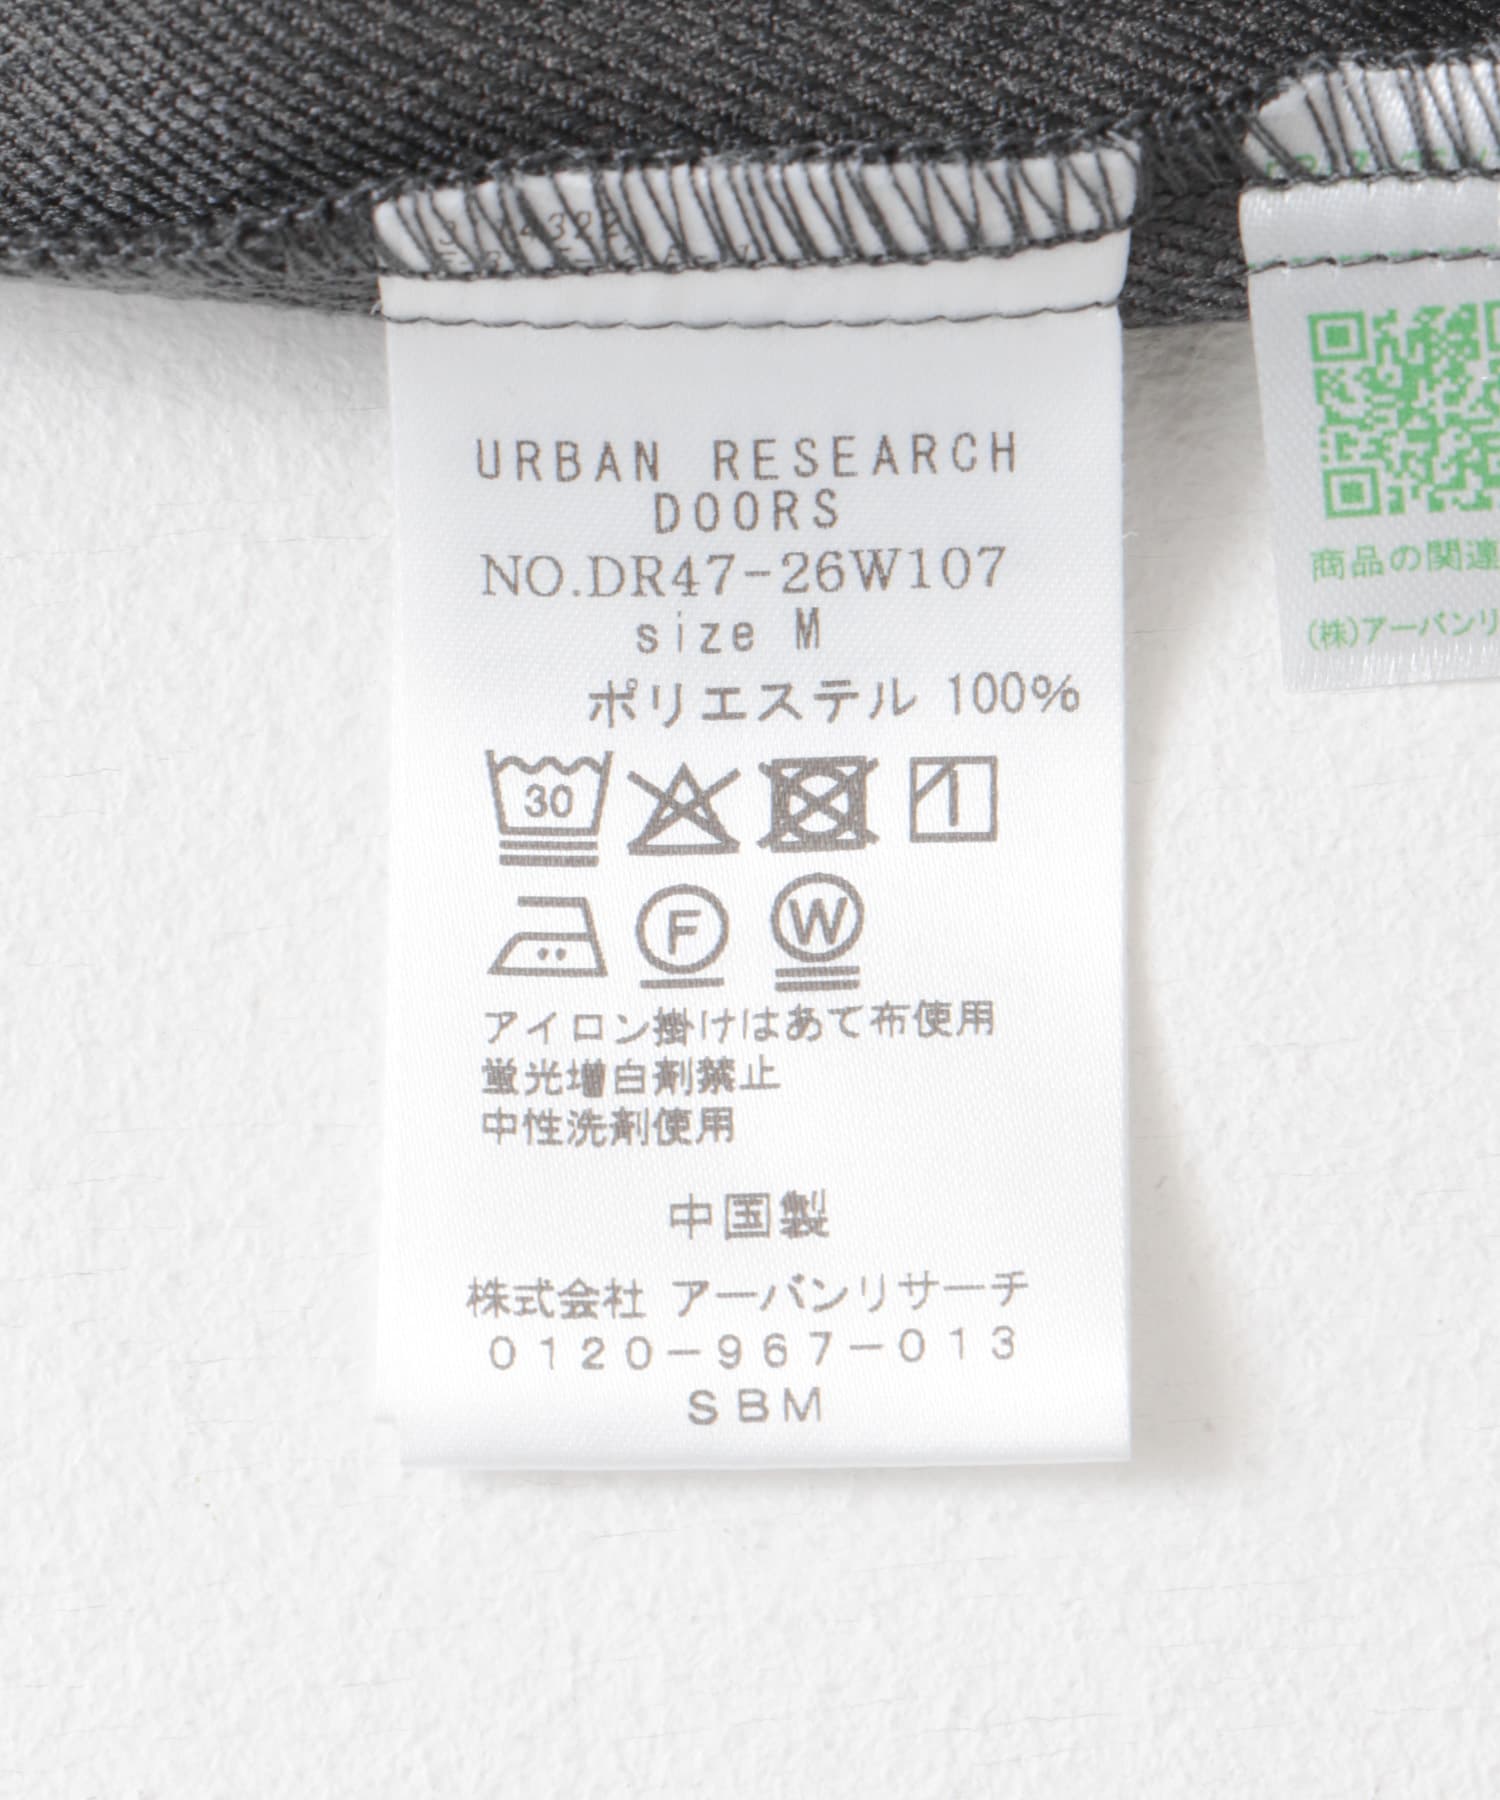 URBAN RESEARCH
DOORS
NO.DR47-26W107
size M
ポリエステル 100%
30
F
W
アイロン掛けはあて布使用
蛍光増白剤禁止
中性洗剤使用
中国製
株式会社 アーバンリサーチ
0120-967-013
SBM
商品の関連
(株)アーバンリ